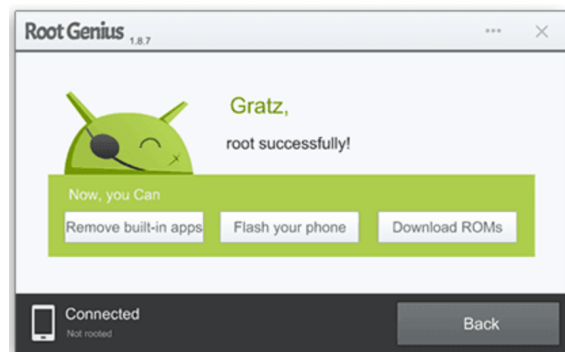 Root Genius 1.8.7
Gratz,
root successfully!
Now, you Can
Remove built-in apps Flash your phone Download ROMs
Connected
Not rooted
Back